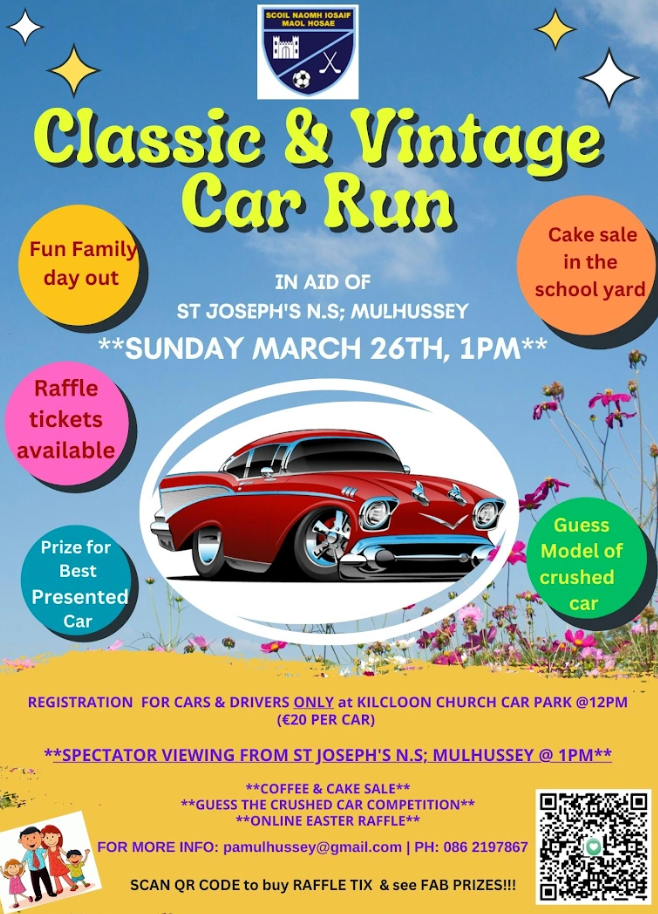 SCOIL NAOMH IOSAIF
MAOL HOSAE
Classic & Vintage
Car Run
Fun Family
day out
Cake sale
in the
school yard
IN AID OF
ST JOSEPH'S N.S; MULHUSSEY
**SUNDAY MARCH 26TH, 1PM**
Raffle
tickets
available
Prize for
Best
Presented
Car
Guess
Model of
crushed
car
REGISTRATION FOR CARS & DRIVERS ONLY at KILCLOON CHURCH CAR PARK @12PM
(€20 PER CAR)
**SPECTATOR VIEWING FROM ST JOSEPH'S N.S; MULHUSSEY @ 1PM**
**COFFEE & CAKE SALE**
**GUESS THE CRUSHED CAR COMPETITION**
**ONLINE EASTER RAFFLE**
FOR MORE INFO: pamulhussey@gmail.com | PH: 086 2197867
SCAN QR CODE to buy RAFFLE TIX & see FAB PRIZES!!!